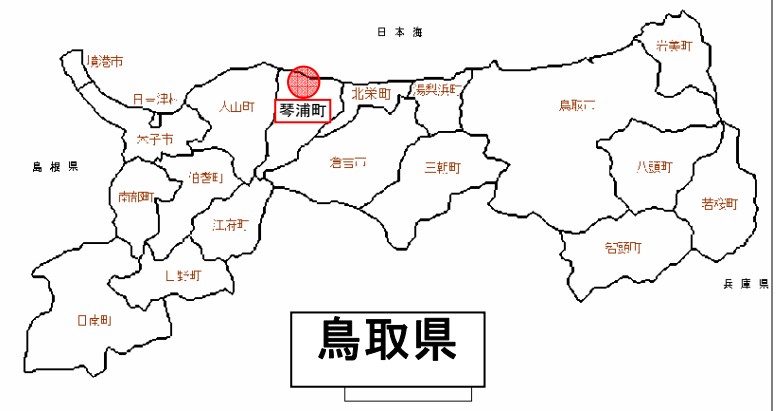 日本海
岩美町
境港市
日吉津村
大山町
琴浦町
北栄町
湯梨浜町
鳥取市
米子市
島根県
伯耆町
南部町
倉吉市
三朝町
八頭町
若桜町
江府町
智頭町
日野町
兵庫県
日南町
鳥取県